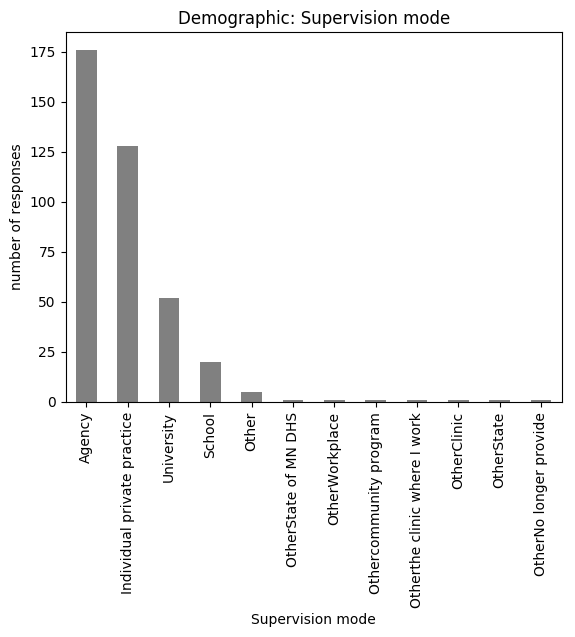 Demographic: Supervision mode
number of responses
175
150
125
100
75
50
25
0
Agency
Individual private practice
University
School
Other
OtherState of MN DHS
OtherWorkplace
Othercommunity program
Otherthe clinic where I work
OtherClinic
OtherState
OtherNo longer provide
Supervision mode